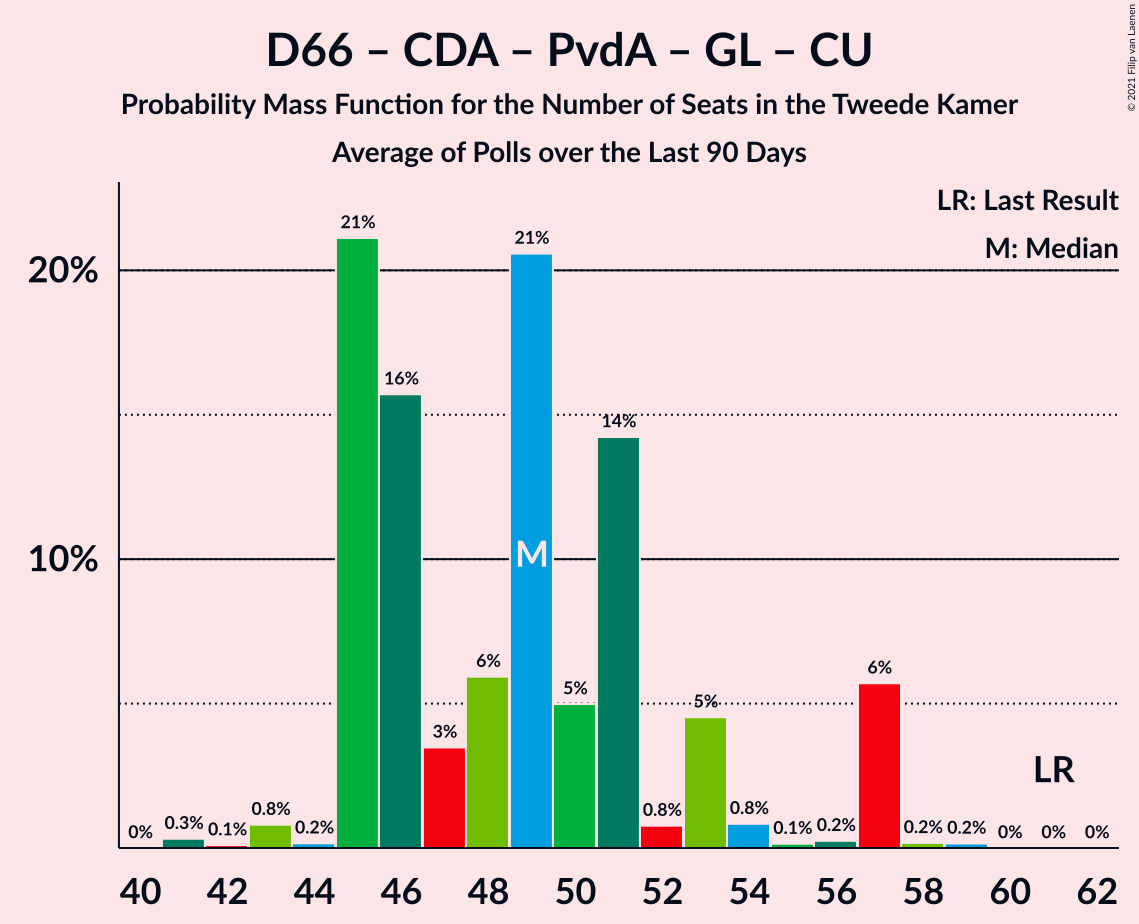 D66 – CDA – PvdA – GL – CU
Probability Mass Function for the Number of Seats in the Tweede Kamer
Average of Polls over the Last 90 Days
© 2021 Filip van Laenen
LR: Last Result
M: Median
20%
10%
0%
0.3%
0.1%
0.8%
0.2%
21%
16%
3%
6%
21%
M
5%
14%
0.8%
5%
0.8%
0.1%
0.2%
6%
0.2%
0.2%
0%
0%
0%
LR
40 42 44 46 48 50 52 54 56 58 60 62